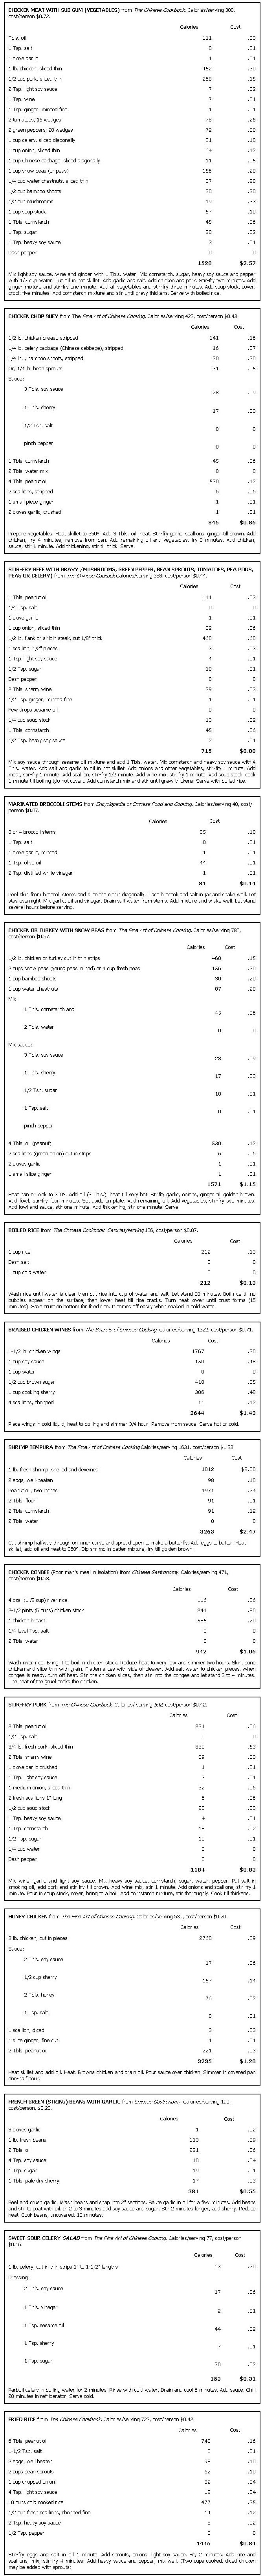 CHICKEN MEAT WITH SUB GUM (VEGETABLES) from The Chinese Cookbook. Calories/serving 380,
cost/person $0.72.
Calories Cost
Tbls. oil 111 .03
1 Tsp. salt 0 .01
1 clove garlic 1 .01
1 lb. chicken, sliced thin 452 .30
1/2 cup pork, sliced thin 268 .15
2 Tsp. light soy sauce 7 .02
1 Tsp. wine 7 .01
1 Tsp. ginger, minced fine 1 .01
2 tomatoes, 16 wedges 78 .26
2 green peppers, 20 wedges 72 .38
1 cup celery, sliced diagonally 31 .10
1 cup onion, sliced thin 64 .12
1 cup Chinese cabbage, sliced diagonally 11 .05
1 cup snow peas (or peas) 156 .20
1/4 cup water chestnuts, sliced thin 87 .20
1/2 cup bamboo shoots 30 .20
1/2 cup mushrooms 19 .33
1 cup soup stock 57 .10
1 Tbls. cornstarch 45 .06
1 Tsp. sugar 20 .02
1 Tsp. heavy soy sauce 3 .01
Dash pepper 0 0
1520 $2.57
Mix light soy sauce, wine and ginger with 1 Tbls. water. Mix cornstarch, sugar, heavy soy sauce and pepper
with 1/2 cup water. Put oil in hot skillet. Add garlic and salt. Add chicken and pork. Stir-fry two minutes. Add
ginger mixture and stir-fry one minute. Add all vegetables and stir-fry three minutes. Add soup stock, cover,
cook five minutes. Add cornstarch mixture and stir until gravy thickens. Serve with boiled rice.
CHICKEN CHOP SUEY from The Fine Art of Chinese Cooking. Calories/serving 423, cost/person $0.43.
Calories Cost
1/2 lb. chicken breast, stripped 141 .16
1/4 lb. celery cabbage (Chinese cabbage), stripped 16 .07
1/4 lb., bamboo shoots, stripped 30 .20
Or, 1/4 lb. bean sprouts 31 .05
Sauce:
3 Tbls. soy sauce 28 .09
1 Tbls. sherry 17 .03
1/2 Tsp. salt 0 0
pinch pepper 0 0
1 Tbls. cornstarch 45 .06
2 Tbls. water mix 0 0
4 Tbls. peanut oil 530 .12
2 scallions, stripped 6 .06
1 small piece ginger 1 .01
2 cloves garlic, crushed 1 .01
846 $0.86
Prepare vegetables. Heat skillet to 350°. Add 3 Tbls. oil, heat. Stir-fry garlic, scallions, ginger till brown. Add
chicken, fry 4 minutes, remove from pan. Add remaining oil and vegetables, fry 3 minutes. Add chicken,
sauce, stir 1 minute. Add thickening, stir till thick. Serve.
STIR-FRY BEEF WITH GRAVY /MUSHROOMS, GREEN PEPPER, BEAN SPROUTS, TOMATOES, PEA PODS,
PEAS OR CELERY) from The Chinese Cookbook Calories/serving 358, cost/person $0.44.
Calories Cost
1 Tbls. peanut oil 111 .03
1/4 Tsp. salt 0 0
1 clove garlic 1 .01
1 cup onion, sliced thin 32 .06
1/2 lb. flank or sirloin steak, cut 1/8" thick 460 .60
1 scallion, 1/2" pieces 3 .03
1 Tsp. light soy sauce 4 .01
1/2 Tsp. sugar 10 .01
Dash pepper 0 0
2 Tbls. sherry wine 39 .03
1/2 Tsp. ginger, minced fine 1 .01
Few drops sesame oil 0 0
1/4 cup soup stock 13 .02
1 Tbls. cornstarch 45 .06
1/2 Tsp. heavy soy sauce 2 .01
715 $0.88
Mix soy sauce through sesame oil mixture and add 1 Tbls. water. Mix cornstarch and heavy soy sauce with 4
Tbls. water. Add salt and garlic to oil in hot skillet. Add onions and other vegetables, stir-fry 1 minute. Add
meat, stir-fry 1 minute. Add scallion, stir-fry 1/2 minute. Add wine mix, stir fry 1 minute. Add soup stock, cook
1 minute till boiling (do not cover). Add cornstarch mix and stir until gravy thickens. Serve with boiled rice.
MARINATED BROCCOLI STEMS from Encyclopedia of Chinese Food and Cooking. Calories/serving 40, cost/
person $0.07.
Calories Cost
3 or 4 broccoli stems 35 .10
1 Tsp. salt 0 .01
1 clove garlic, minced 1 .01
1 Tsp. olive oil 44 .01
2 Tsp. distilled white vinegar 1 .01
81 $0.14
Peel skin from broccoli stems and slice them thin diagonally. Place broccoli and salt in jar and shake well. Let
stay overnight. Mix garlic, oil and vinegar. Drain salt water from stems. Add mixture and shake well. Let stand
several hours before serving.
CHICKEN OR TURKEY WITH SNOW PEAS from The Fine Art of Chinese Cooking. Calories/serving 785,
cost/person $0.57.
Calories Cost
1/2 lb. chicken or turkey cut in thin strips 460 .15
2 cups snow peas (young peas in pod) or 1 cup fresh peas 156 .20
1 cup bamboo shoots 30 .20
1 cup water chestnuts 87 .20
Mix:
1 Tbls. cornstarch and 45 .06
2 Tbls. water 0 0
Mix sauce:
3 Tbls. soy sauce 28 .09
1 Tbls. sherry 17 .03
1/2 Tsp. sugar 10 .01
1 Tsp. salt 0 .01
pinch pepper
4 Tbls. oil (peanut) 530 .12
2 scallions (green onion) cut in strips 6 .06
2 cloves garlic 1 .01
1 small slice ginger 1 .01
1571 $1.15
Heat pan or wok to 350°. Add oil (3 Tbls.), heat till very hot. Stirfry garlic, onions, ginger till golden brown.
Add fowl, stir-fry four minutes. Set aside on plate. Add remaining oil. Add vegetables, stir-fry two minutes.
Add fowl and sauce, stir one minute. Add thickening, stir one minute. Serve.
BOILED RICE from The Chinese Cookbook. Calories/serving 106, cost/person $0.07.
Calories Cost
1 cup rice 212 .13
Dash salt 0 0
1 cup cold water 0 0
212 $0.13
Wash rice until water is clear then put rice into cup of water and salt. Let stand 30 minutes. Boil rice till no
bubbles appear on the surface, then lower heat till rice cracks. Turn heat lower until crust forms (15
minutes). Save crust on bottom for fried rice. It comes off easily when soaked in cold water.
BRAISED CHICKEN WINGS from The Secrets of Chinese Cooking. Calories/serving 1322, cost/person $0.71.
Calories Cost
1-1/2 lb. chicken wings 1767 .30
1 cup soy sauce 150 .48
1 cup water 0 0
1/2 cup brown sugar 410 .05
1 cup cooking sherry 306 .48
4 scallions, chopped 11 .12
2644 $1.43
Place wings in cold liquid, heat to boiling and simmer 3/4 hour. Remove from sauce. Serve hot or cold.
SHRIMP TEMPURA from The Fine Art of Chinese Cooking Calories/serving 1631, cost/person $1.23.
Calories Cost
1 lb. fresh shrimp, shelled and deveined 1012 $2.00
2 eggs, well-beaten 98 .10
Peanut oil, two inches 1971 .24
2 Tbls. flour 91 .01
2 Tbls. cornstarch 91 .12
2 Tbls. water 0 0
3263 $2.47
Cut shrimp halfway through on inner curve and spread open to make a butterfly. Add eggs to batter. Heat
skillet, add oil and heat to 350°. Dip shrimp in batter mixture, fry till golden brown.
CHICKEN CONGEE (Poor man's meal in isolation) from Chinese Gastronomy. Calories/serving 471,
cost/person $0.53.
Calories Cost
4 ozs. (1 /2 cup) river rice 116 .06
2-1/2 pints (6 cups) chicken stock 241 .80
1 chicken breast 585 .20
1/4 level Tsp. salt 0 0
2 Tbls. water 0 0
942 $1.06
Wash river rice. Bring it to boil in chicken stock. Reduce heat to very low and simmer two hours. Skin, bone
chicken and slice thin with grain. Flatten slices with side of cleaver. Add salt water to chicken pieces. When
congee is ready, turn off heat. Stir the chicken slices, then stir into the congee and let stand 3 to 4 minutes.
The chicken is ready.
STIR-FRY PORK from The Chinese Cookbook. Calories/ serving 592, cost/person $0.42.
Calories Cost
2 Tbls. peanut oil 221 .06
1/2 Tsp. salt 0 0
3/4 lb. fresh pork, sliced thin 830 .53
2 Tbls. sherry wine 39 .03
1 clove garlic crushed 1 .01
1 Tsp. light soy sauce 3 .01
1 medium onion, sliced thin 32 .06
2 fresh scallions 1" long 6 .06
1/2 cup soup stock 20 .03
1 Tsp. heavy soy sauce 4 .01
1 Tsp. cornstarch 18 .02
1/2 Tsp. sugar 10 .01
1/4 cup water 0 0
Dash pepper 0 0
1184 $0.83
Mix wine, garlic and light soy sauce. Mix heavy soy sauce, cornstarch, sugar, water, pepper. Put salt in
smoking oil, add pork and stir-fry till brown. Add wine mix, stir 1 minute. Add onions and scallions, stir-fry 1
minute. Pour in soup stock, cover, bring to a boil. Add cornstarch mixture, stir thoroughly. Cook till thickens.
HONEY CHICKEN from The Fine Art of Chinese Cooking. Calories/serving 539, cost/person $0.20.
Calories Cost
3 lb. chicken, cut in pieces 2760 .09
Sauce:
2 Tbls. soy sauce 17 .06
1/2 cup sherry 157 .14
2 Tbls. honey 76 .02
1 Tsp. salt 0 .01
1 scallion, diced 3 .03
1 slice ginger, fine cut 1 .01
2 Tbls. peanut oil 221 .03
3235 $1.20
Heat skillet and add oil. Heat. Browns chicken and drain oil. Pour sauce over chicken. Simmer in covered pan
one-half hour.
FRENCH GREEN (STRING) BEANS WITH GARLIC from Chinese Gastronomy. Calories/serving 190,
cost/person, $0.28.
Calories Cost
3 cloves garlic 1 .02
1 lb. fresh beans 113 .39
2 Tbls. oil 221 .06
4 Tsp. soy sauce 10 .04
1 Tsp. sugar 19 .01
1 Tbls. pale dry sherry 17 .03
381 $0.55
Peel and crush garlic. Wash beans and snap into 2" sections. Saute garlic in oil for a few minutes. Add beans
and stir to coat with oil. In 2 to 3 minutes add soy sauce and sugar. Stir 2 minutes longer, add sherry. Reduce
heat. Cook beans, uncovered, 10 minutes.
SWEET-SOUR CELERY SALAD from The Fine Art of Chinese Cooking. Calories/serving 77, cost/person
$0.16.
Calories Cost
1 lb. celery, cut in thin strips 1" to 1-1/2" lengths 63 .20
Dressing:
2 Tbls. soy sauce 17 .06
1 Tbls. vinegar 2 .01
1 Tsp. sesame oil 44 .02
1 Tsp. sherry 7 .01
1 Tsp. sugar 20 .02
153 $0.31
Parboil celery in boiling water for 2 minutes. Rinse with cold water. Drain and cool 5 minutes. Add sauce. Chill
20 minutes in refrigerator. Serve cold.
FRIED RICE from The Chinese Cookbook. Calories/serving 723, cost/person $0.42.
Calories Cost
6 Tbls. peanut oil 743 .16
1-1/2 Tsp. salt 0 .01
2 eggs, well beaten 98 .10
2 cups bean sprouts 62 .10
1 cup chopped onion 32 .04
4 Tsp. light soy sauce 12 .04
10 cups cold cooked rice 477 .25
1/2 cup fresh scallions, chopped fine 14 .12
2 Tsp. heavy soy sauce 8 .02
1/2 Tsp. pepper 0 0
1446 $0.84
Stir-fry eggs and salt in oil 1 minute. Add sprouts, onions, light soy sauce. Fry 2 minutes. Add rice and
scallions, mix, stir-fry 4 minutes. Add heavy sauce and pepper, mix well. (Two cups cooked, diced chicken
may be added with sprouts).